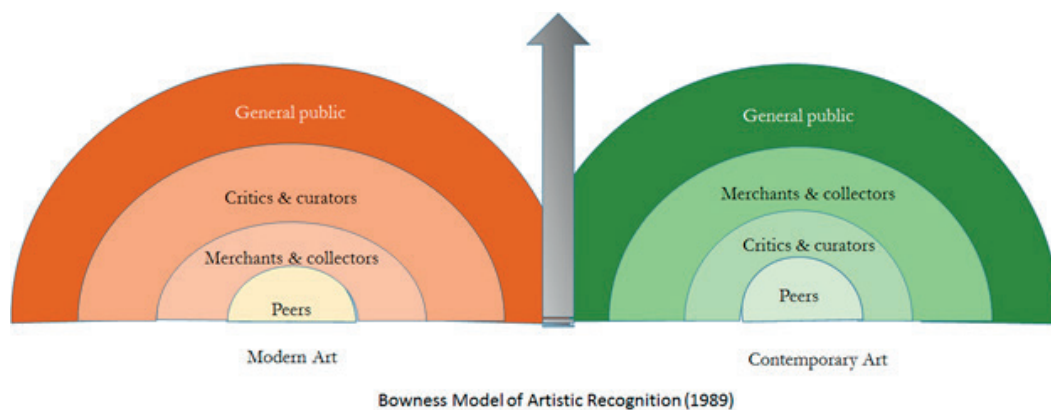 General public
Critics & curators
Merchants & collectors
Peers
Modern Art
General public
Merchants & collectors
Critics & curators
Peers
Contemporary Art
Bowness Model of Artistic Recognition (1989)